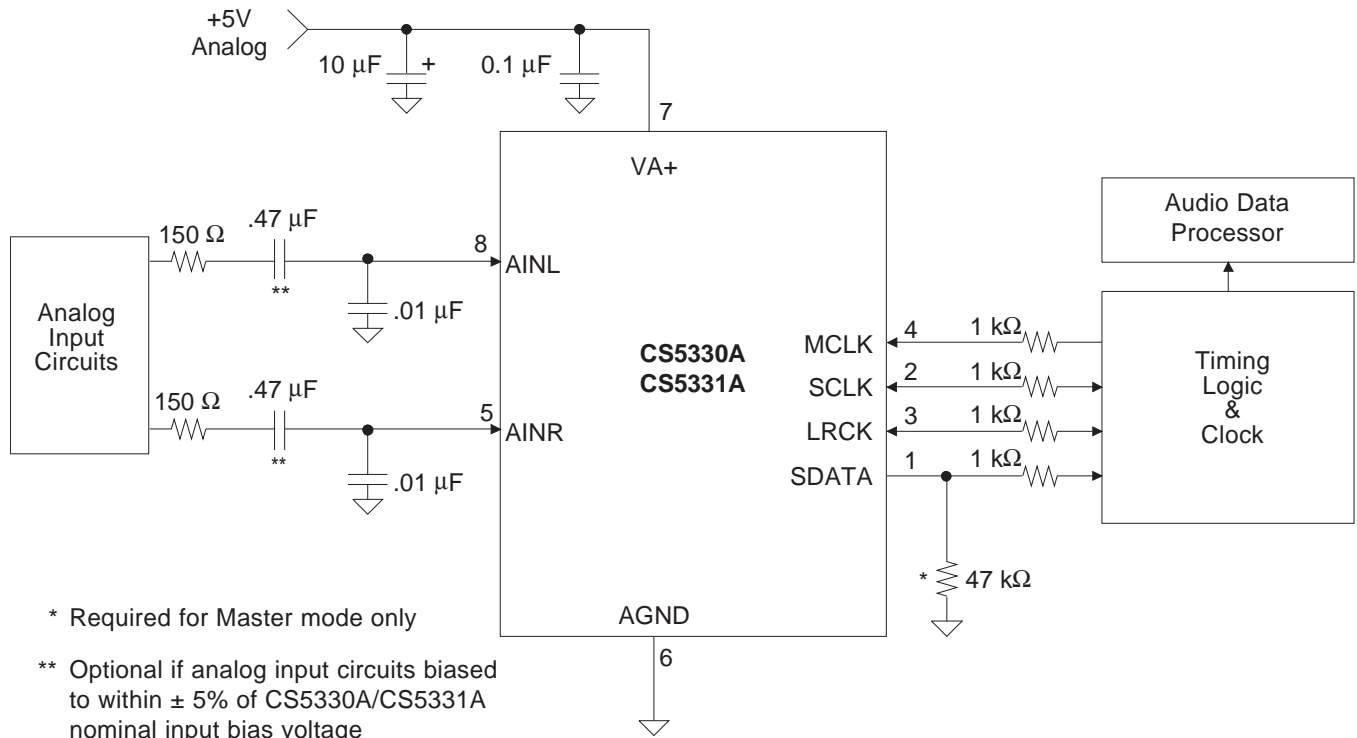 +5V
Analog
10 µF
+
0.1 µF
7
VA+
150 Ω
.47 µF
**
8
AINL
.01 µF
Analog
Input
Circuits
150 Ω
.47 µF
**
5
AINR
.01 µF
CS5330A
CS5331A
MCLK
4
1 kΩ
SCLK
2
1 kΩ
LRCK
3
1 kΩ
SDATA
1
1 kΩ
Audio Data
Processor
Timing
Logic
&
Clock
* 47 kΩ
AGND
6
* Required for Master mode only
** Optional if analog input circuits biased
to within ± 5% of CS5330A/CS5331A
nominal input bias voltage